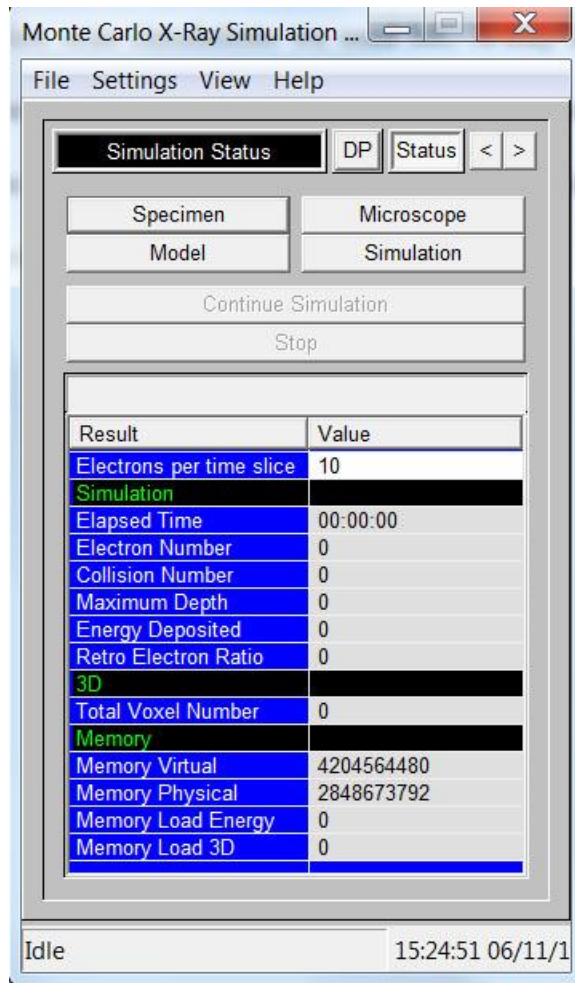 Monte Carlo X-Ray Simulation ...
File Settings View Help
Simulation Status DP Status < >
Specimen Microscope
Model Simulation
Continue Simulation
Stop
Result Value
Electrons per time slice 10
Simulation
Elapsed Time 00:00:00
Electron Number 0
Collision Number 0
Maximum Depth 0
Energy Deposited 0
Retro Electron Ratio 0
3D
Total Voxel Number 0
Memory
Memory Virtual 4204564480
Memory Physical 2848673792
Memory Load Energy 0
Memory Load 3D 0
Idle 15:24:51 06/11/1